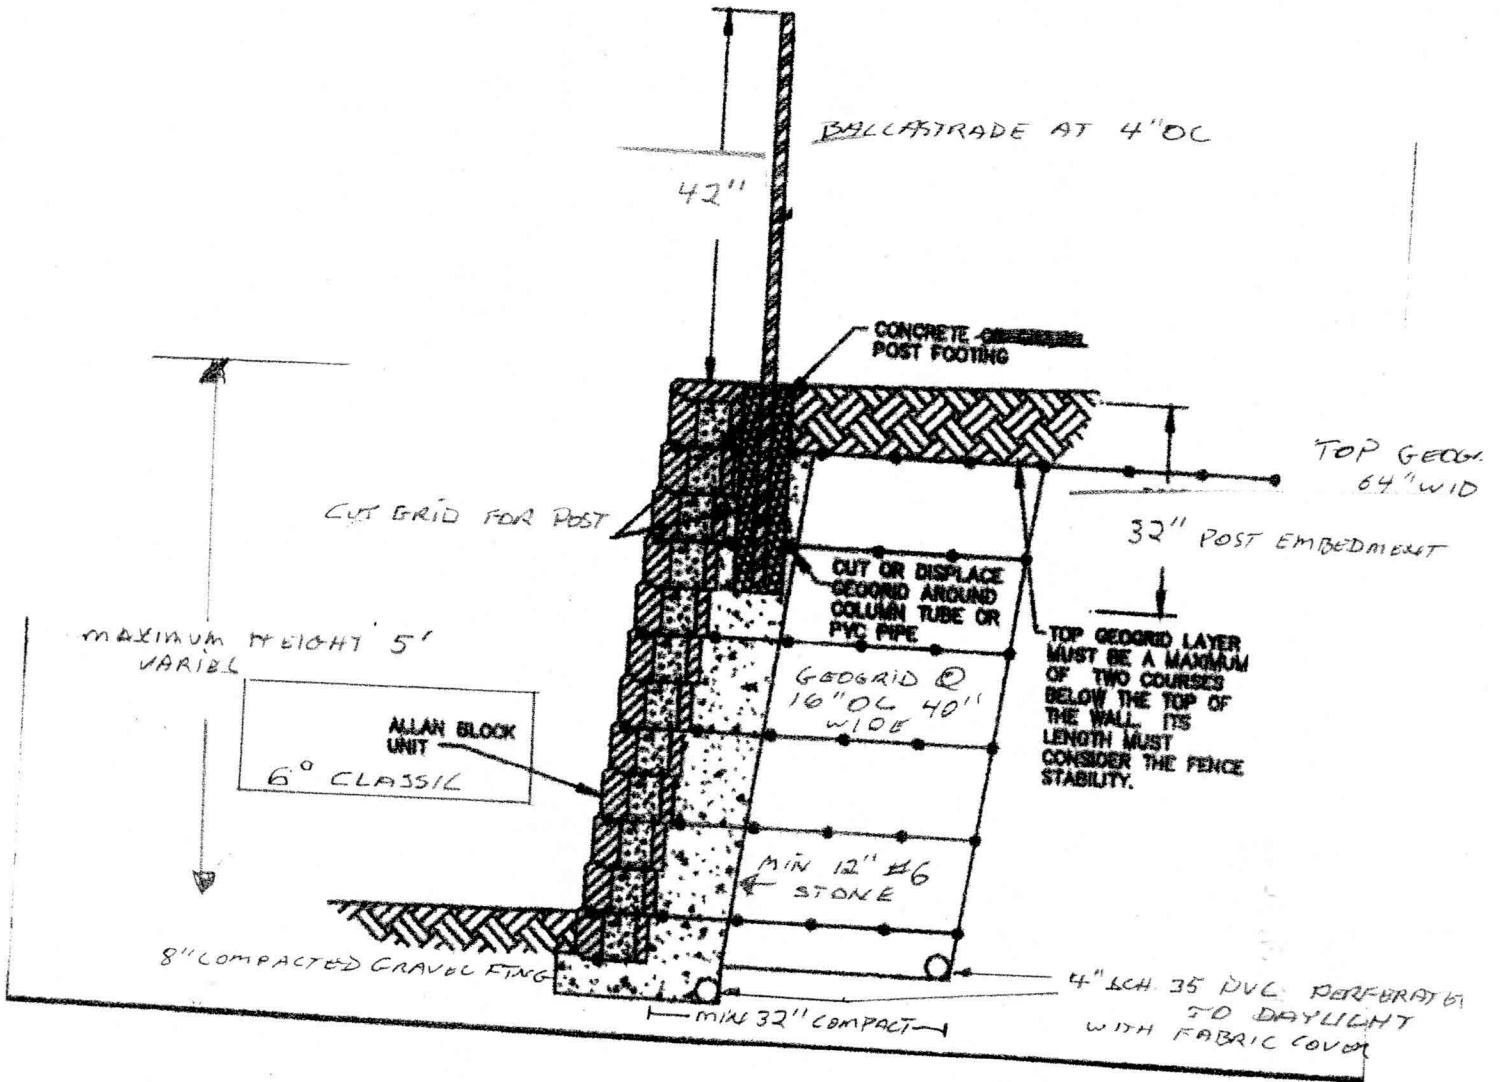 BALLASTRADE AT 4" OC
42"
CONCRETE
POST FOOTING
TOP GEOG
64" WID
CUT GRID FOR POST
32" POST EMBEDMENT
CUT OR DISPLACE
GEOGRID AROUND
COLUMN TUBE OR
PVC PIPE
MAXIMUM HEIGHT 5'
TOP GEOGRID LAYER
MUST BE A MAXIMUM
OF TWO COURSES
BELOW THE TOP OF
THE WALL. ITS
LENGTH MUST
CONSIDER THE FENCE
STABILITY.
GEOGRID @
16" OC 40"
WIDE
ALLAN BLOCK
UNIT
6° CLASSIC
MIN 12" #6
STONE
8" COMPACTED GRAVEL
4" SCH 35 PVC PERFERATE
TO DAYLIGHT
WITH FABRIC COVER
MIN 32" COMPACT